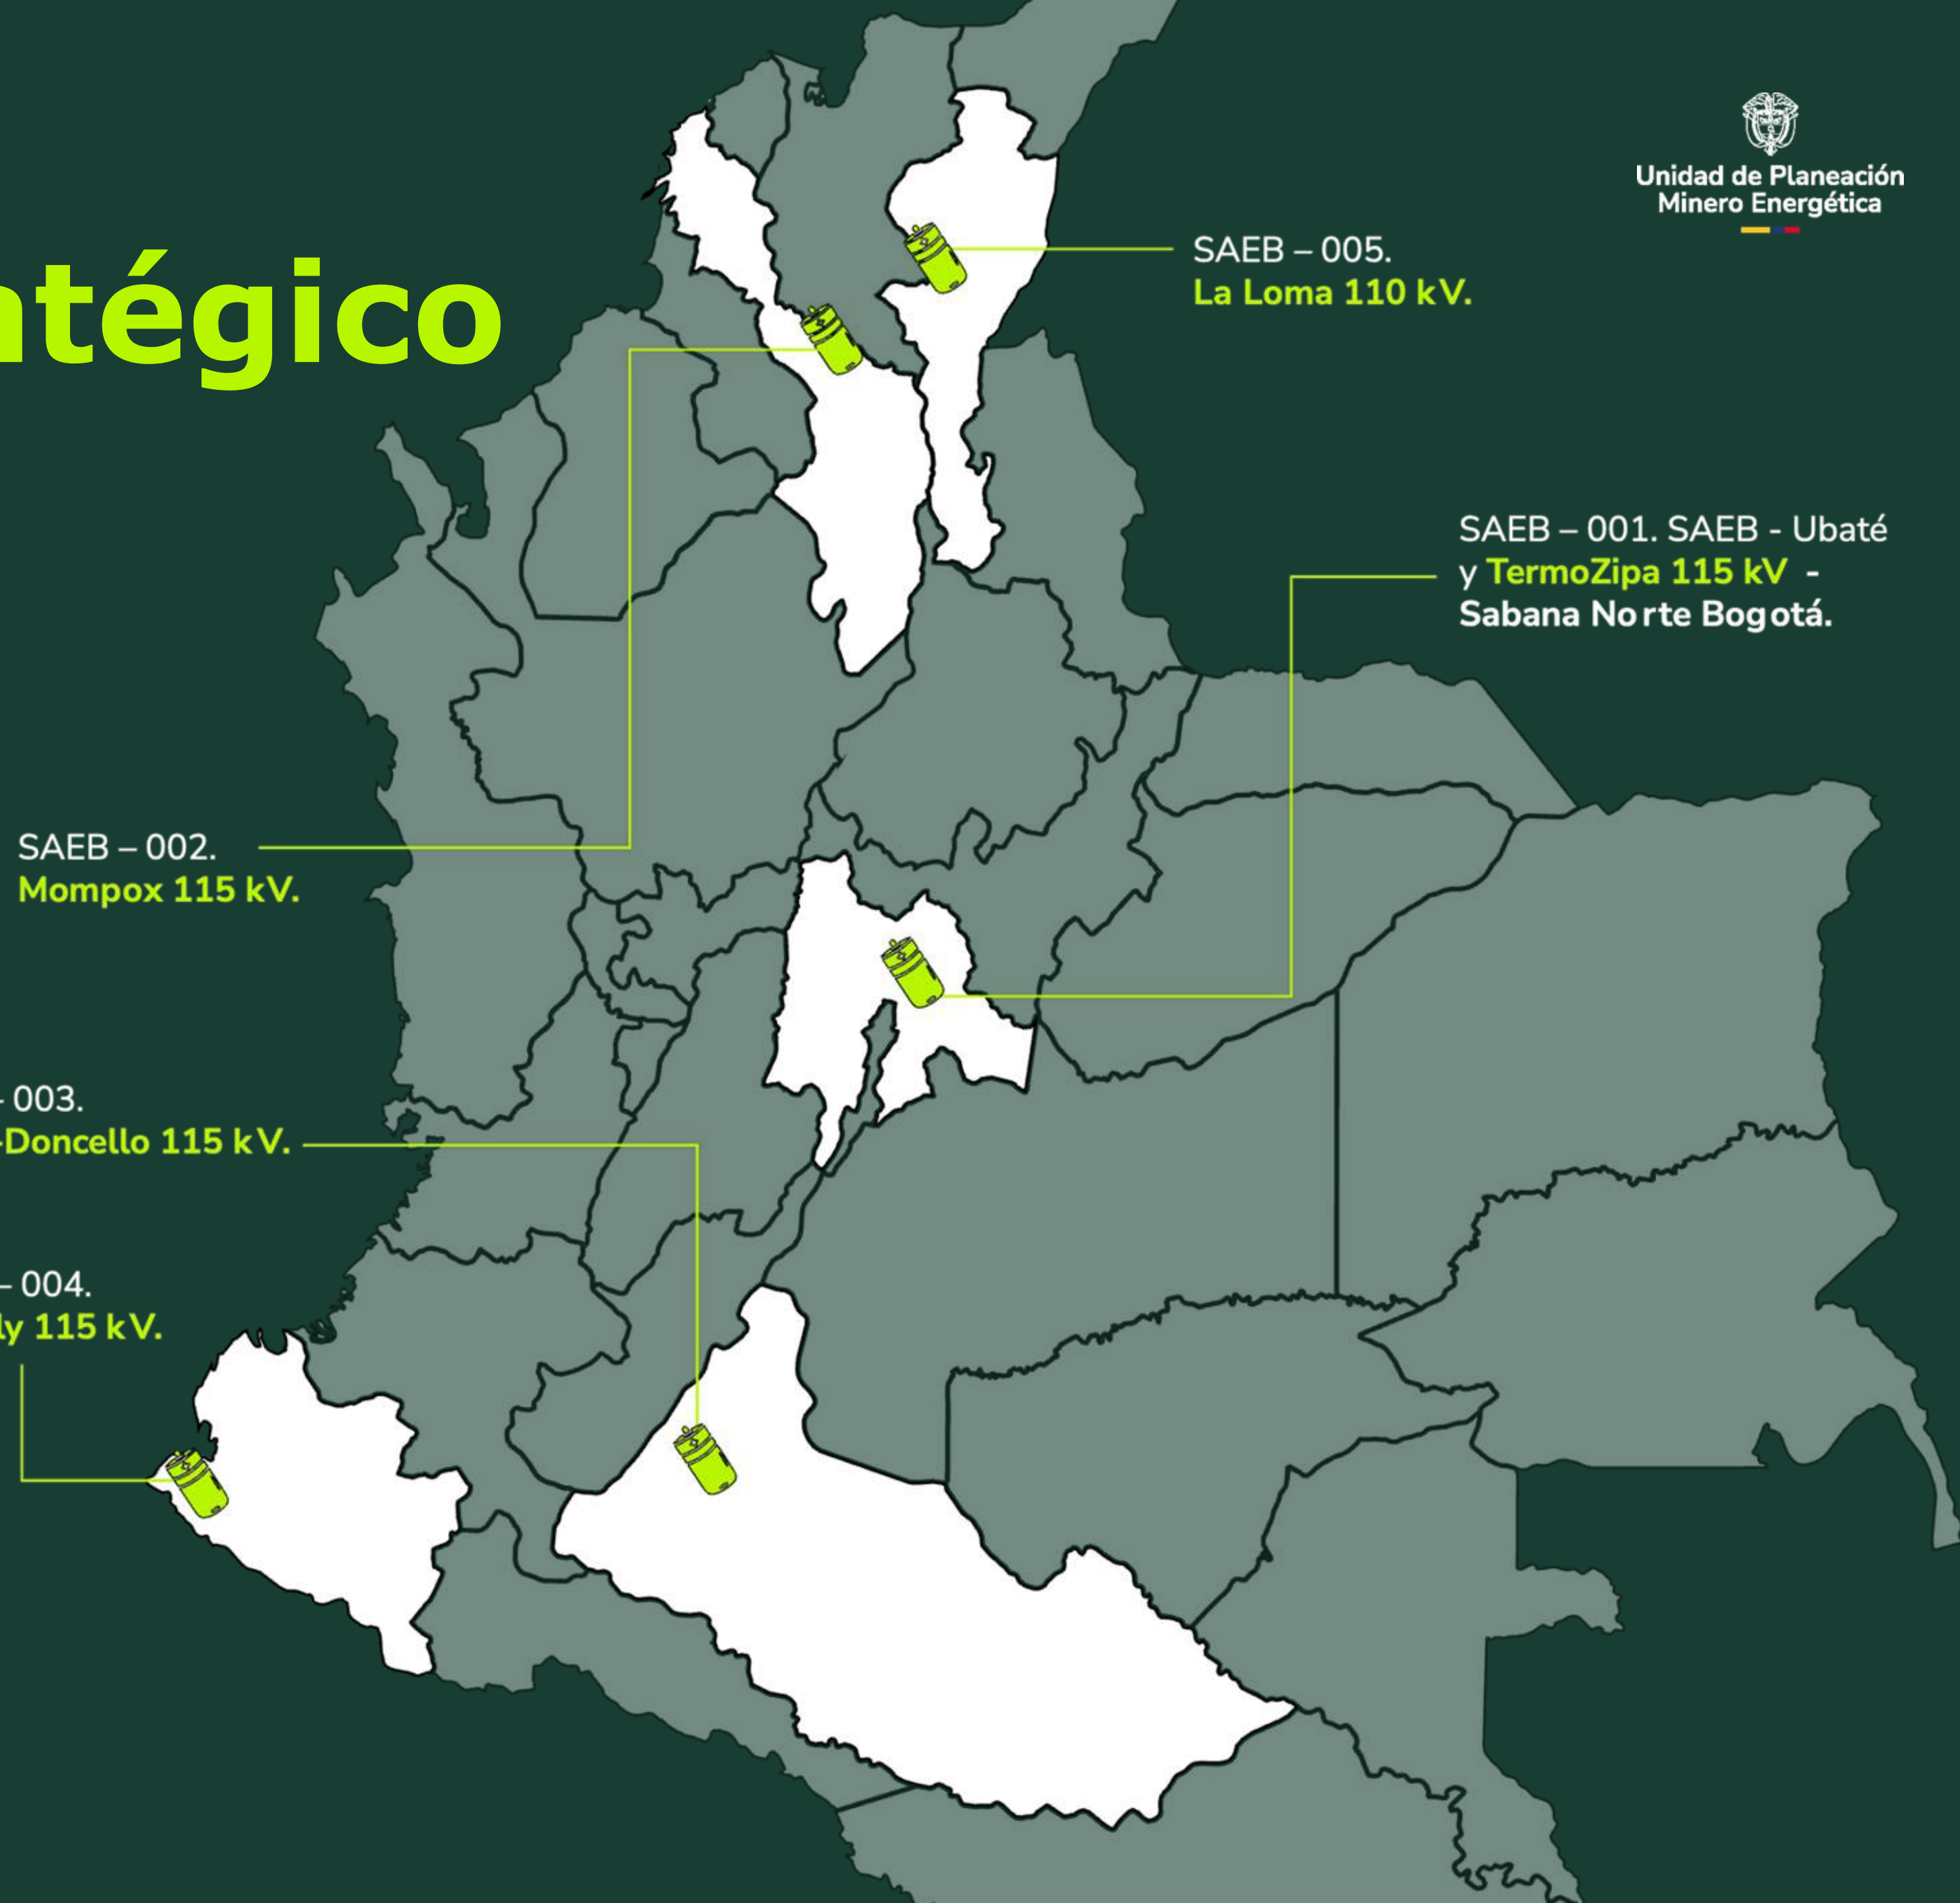 Unidad de Planeación
Minero Energética
ntégico
SAEB – 005.
La Loma 110 kV.
SAEB – 001. SAEB - Ubaté
y TermoZipa 115 kV -
Sabana Norte Bogotá.
SAEB – 002.
Mompox 115 kV.
- 003.
-Doncello 115 kV.
– 004.
ly 115 kV.